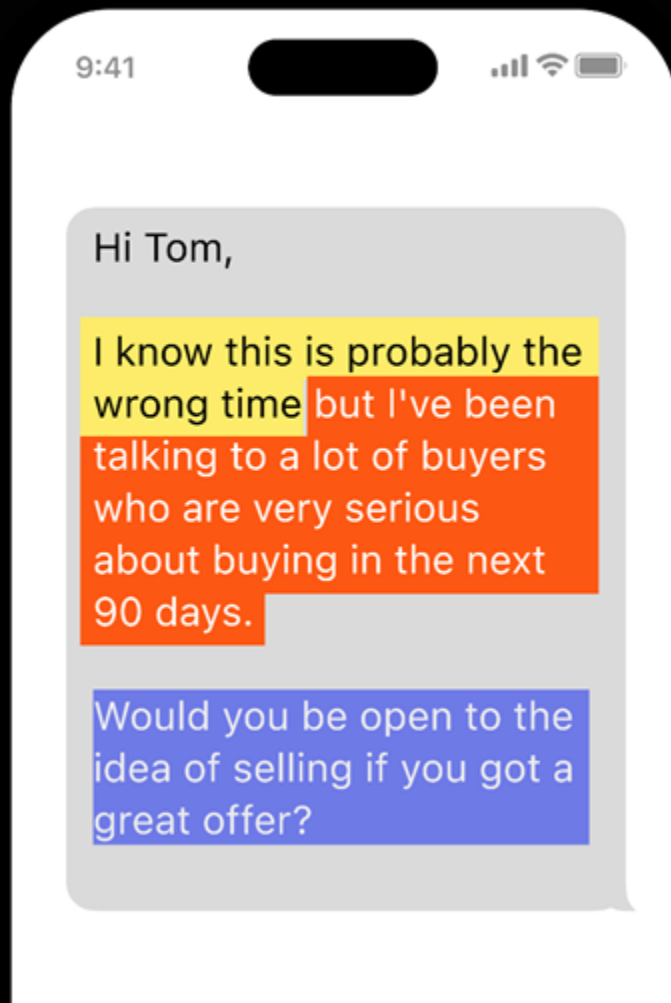 9:41
Hi Tom,
I know this is probably the
wrong time but I've been
talking to a lot of buyers
who are very serious
about buying in the next
90 days.
Would you be open to the
idea of selling if you got a
great offer?